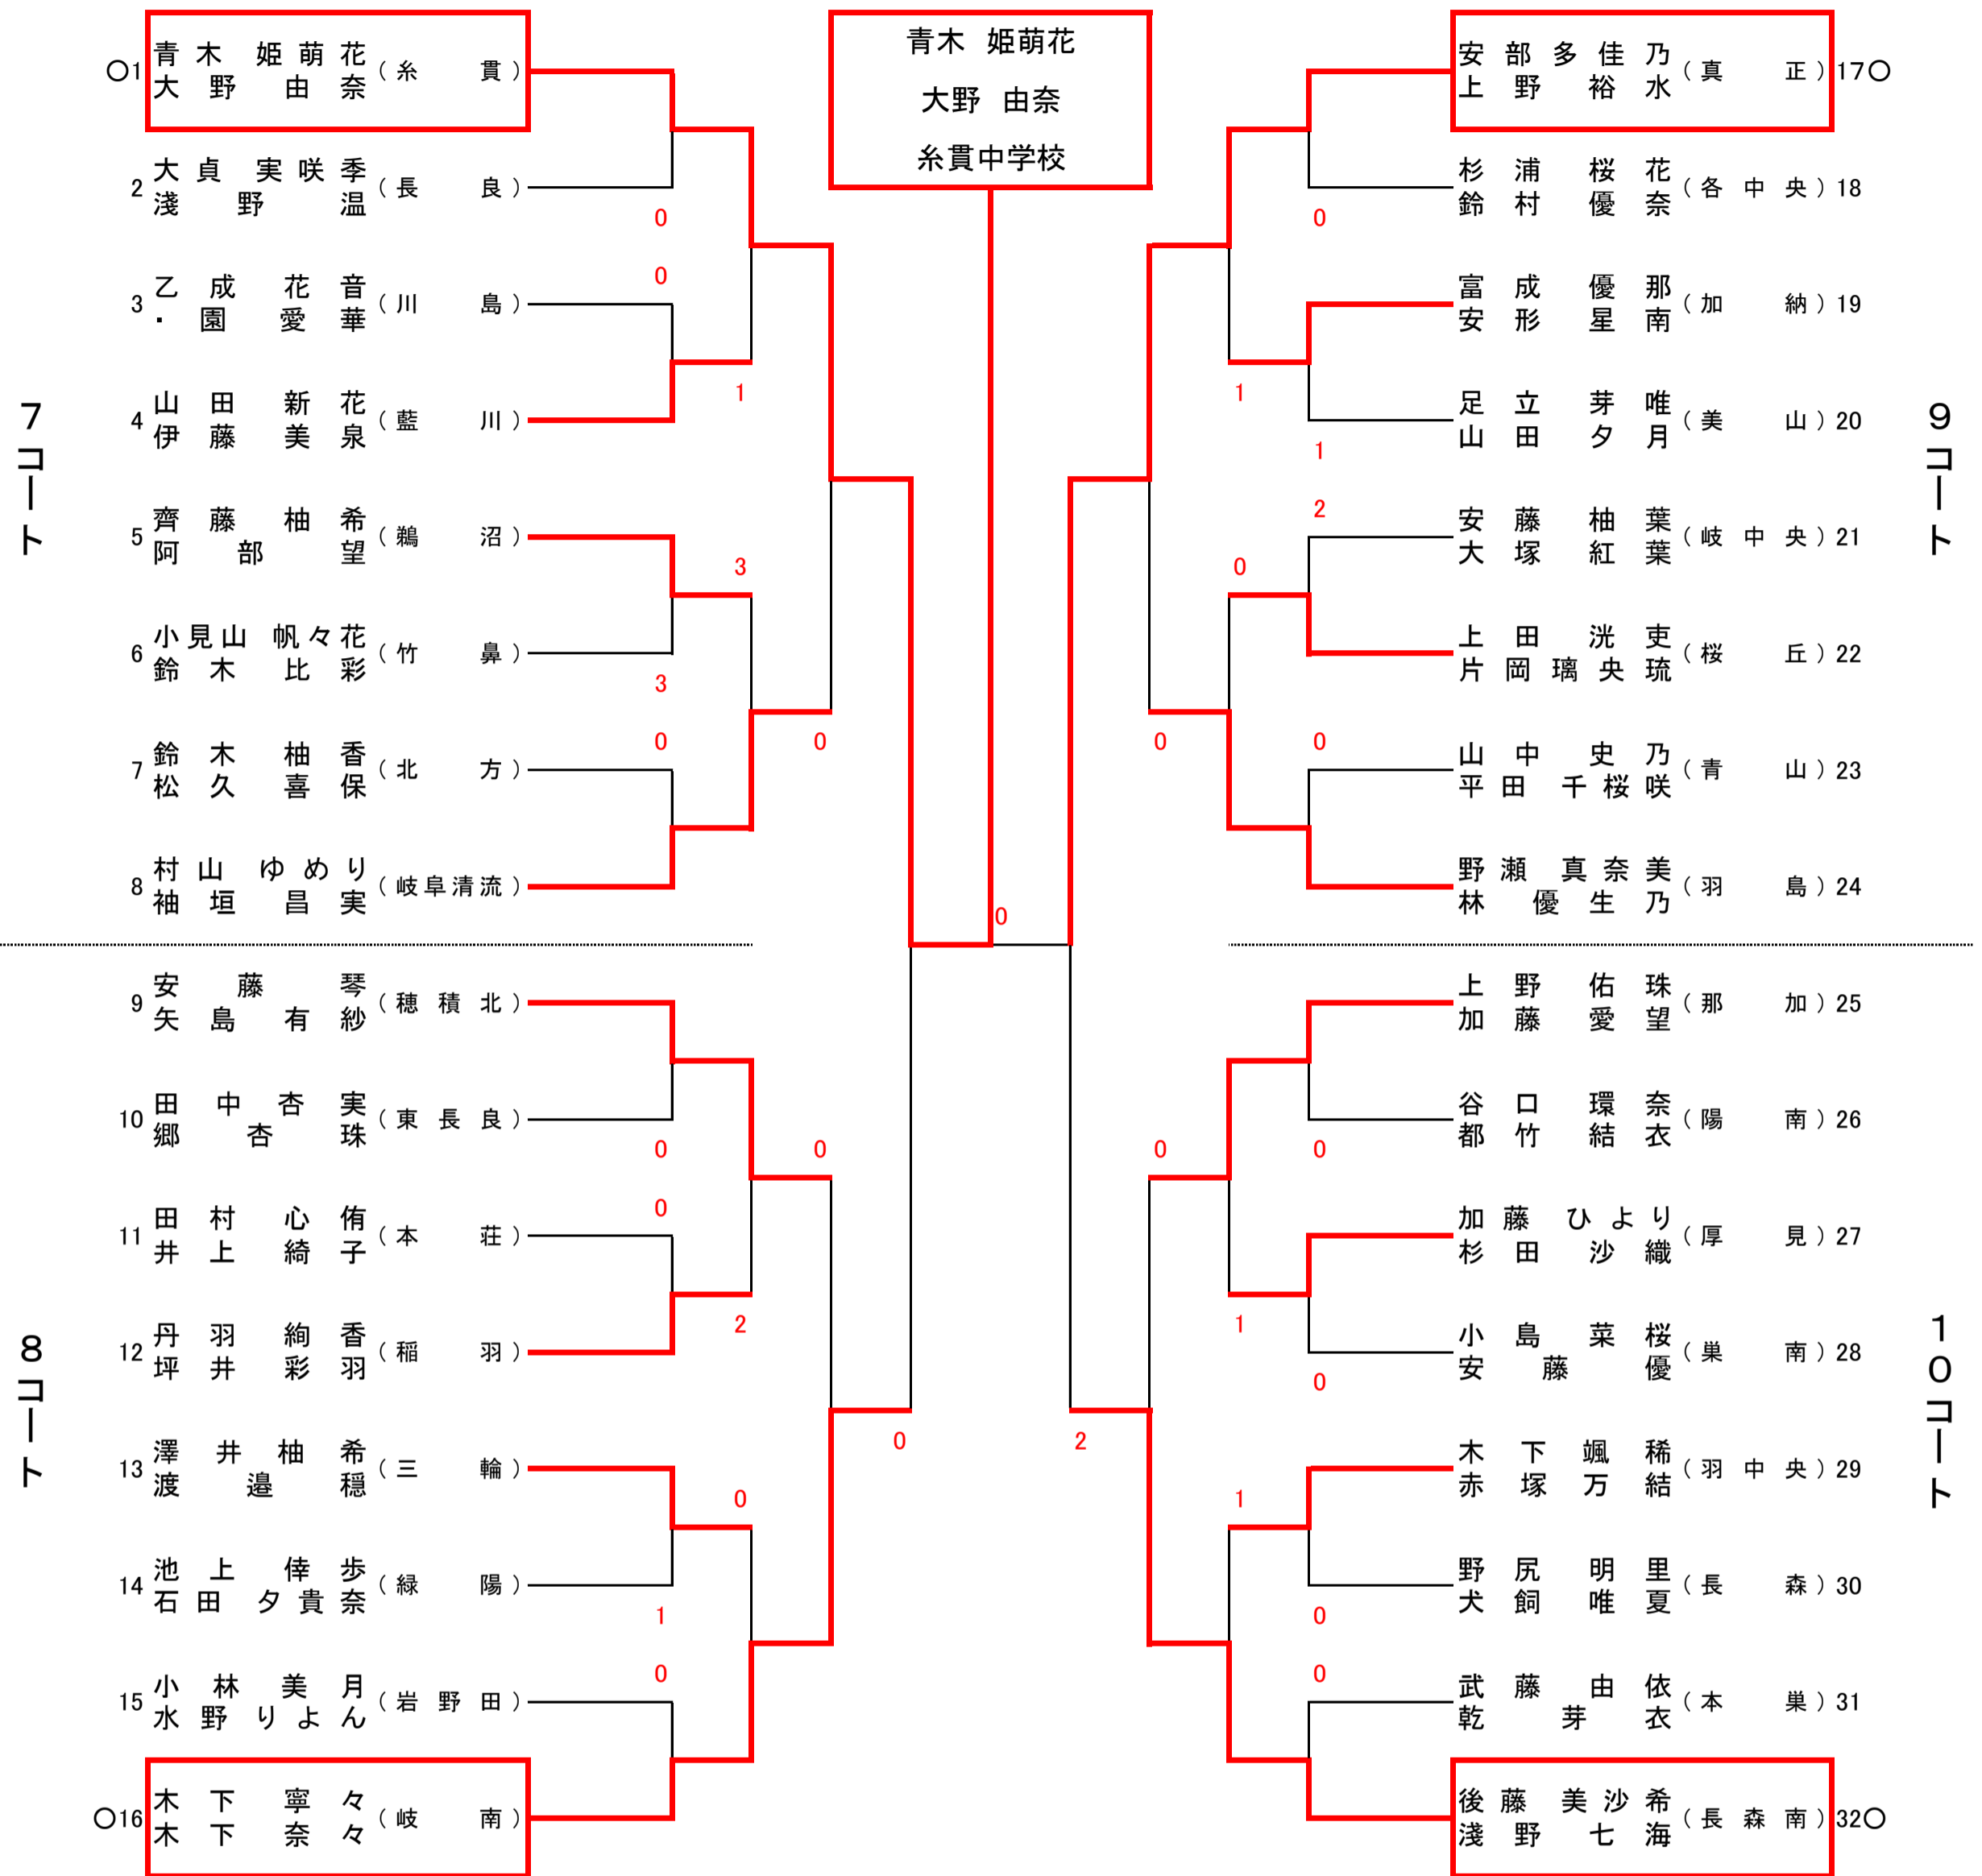 青木 姫萌花
大野 由奈
糸貫中学校
7コート
○1 青木 姫萌花 (糸貫)
大野 由奈
2 大貞 実咲季 (長良)
淺野 温
0
0
3 乙成 花音 (川島)
・園 愛華
1
4 山田 新花 (藍川)
伊藤 美泉
5 齊藤 柚希 (鵜沼)
阿部 望
3
6 小見山 帆々花 (竹鼻)
鈴木 比彩
3
0
0
7 鈴木 柚香 (北方)
松久 喜保
8 村山 ゆめり (岐阜清流)
袖垣 昌実
0
8コート
9 安藤 琴 (穂積北)
矢島 有紗
10 田中 杏実 (東長良)
郷 杏珠
0
0
0
11 田村 心侑 (本荘)
井上 綺子
2
12 丹羽 絢香 (稲羽)
坪井 彩羽
0
13 澤井 柚希 (三輪)
渡邉 穏
0
14 池上 倖歩 (緑陽)
石田 夕貴奈
1
0
15 小林 美月 (岩野田)
水野 りよん
○16 木下 寧々 (岐南)
木下 奈々
9コート
安部 多佳乃 (真正) 17○
上野 裕水
杉浦 桜花 (各中央) 18
鈴村 優奈
0
富成 優那 (加納) 19
安形 星南
1
足立 芽唯 (美山) 20
山田 夕月
1
2
安藤 柚葉 (岐中央) 21
大塚 紅葉
0
上田 洸吏 (桜丘) 22
片岡 璃央琉
0
0
山中 史乃 (青山) 23
平田 千桜咲
野瀬 真奈美 (羽島) 24
林 優生乃
10コート
上野 佑珠 (那加) 25
加藤 愛望
谷口 環奈 (陽南) 26
都竹 結衣
0
0
加藤 ひより (厚見) 27
杉田 沙織
1
小島 菜桜 (巣南) 28
安藤 優
0
2
木下 颯稀 (羽中央) 29
赤塚 万結
1
野尻 明里 (長森) 30
犬飼 唯夏
0
0
武藤 由依 (本巣) 31
乾 芽衣
後藤 美沙希 (長森南) 32○
淺野 七海